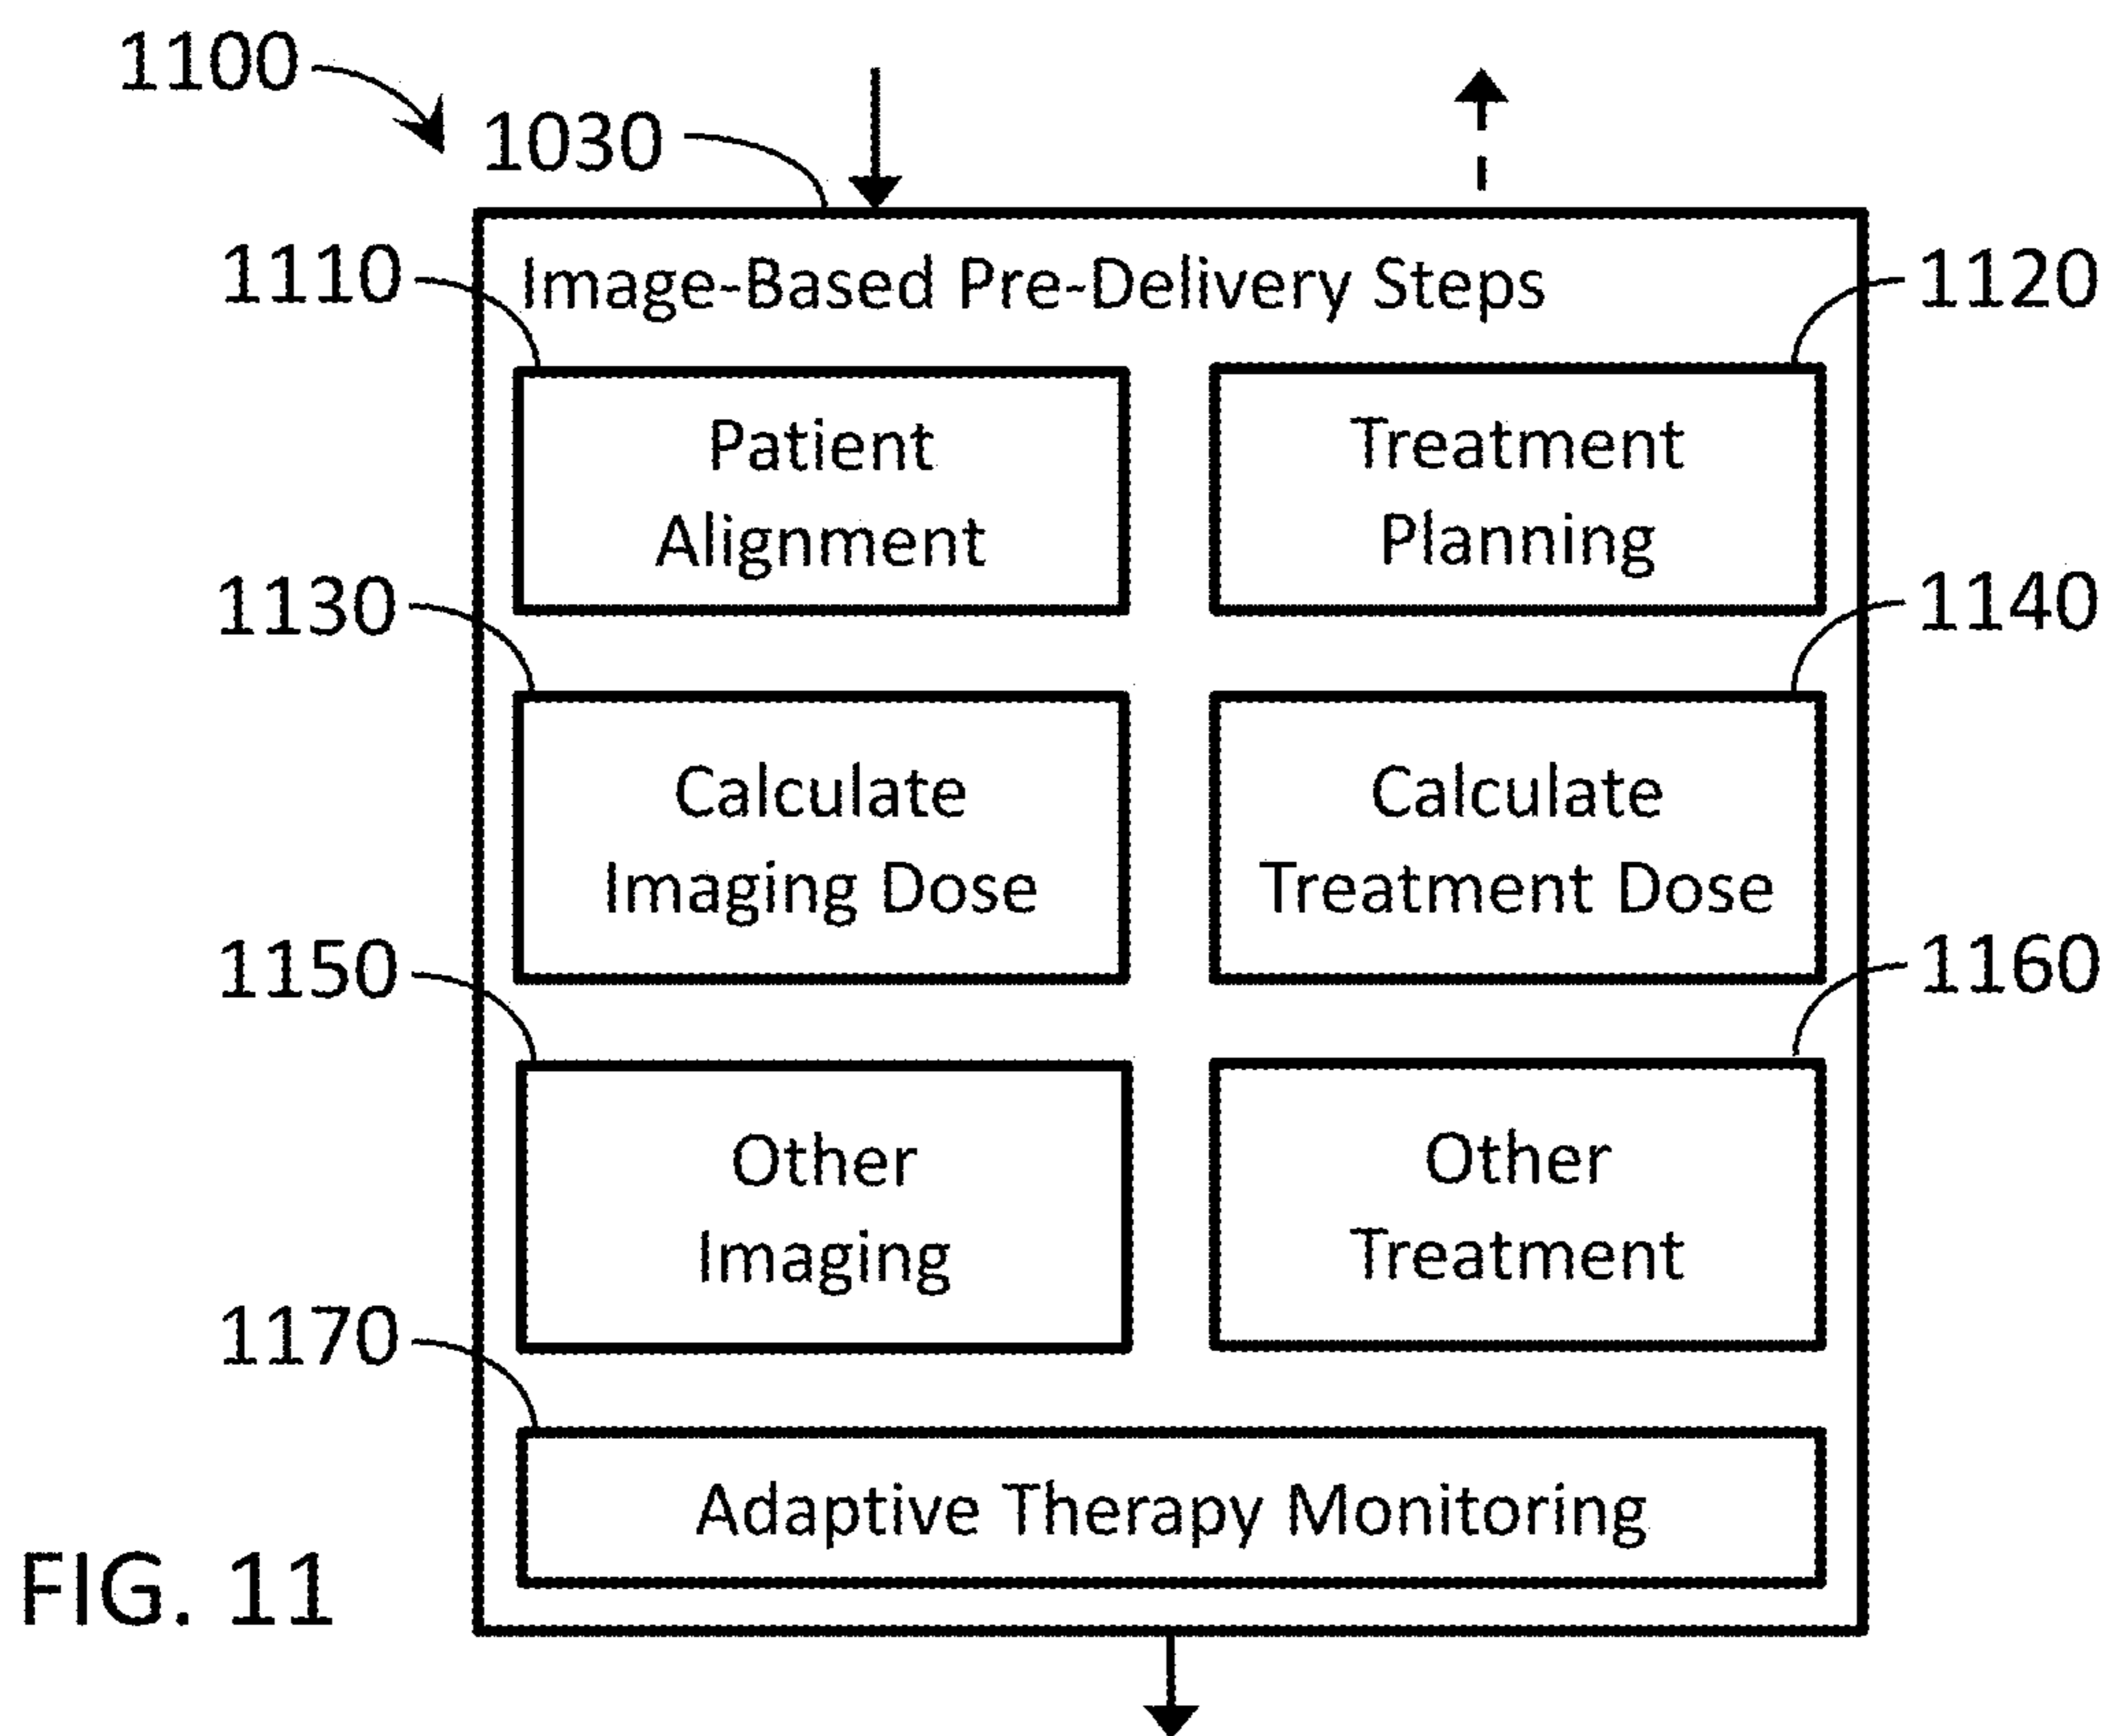 1100
1030
1110
Image-Based Pre-Delivery Steps
1120
Patient
Alignment
Treatment
Planning
1130
1140
Calculate
Imaging Dose
Calculate
Treatment Dose
1150
1160
Other
Imaging
Other
Treatment
1170
Adaptive Therapy Monitoring
FIG. 11